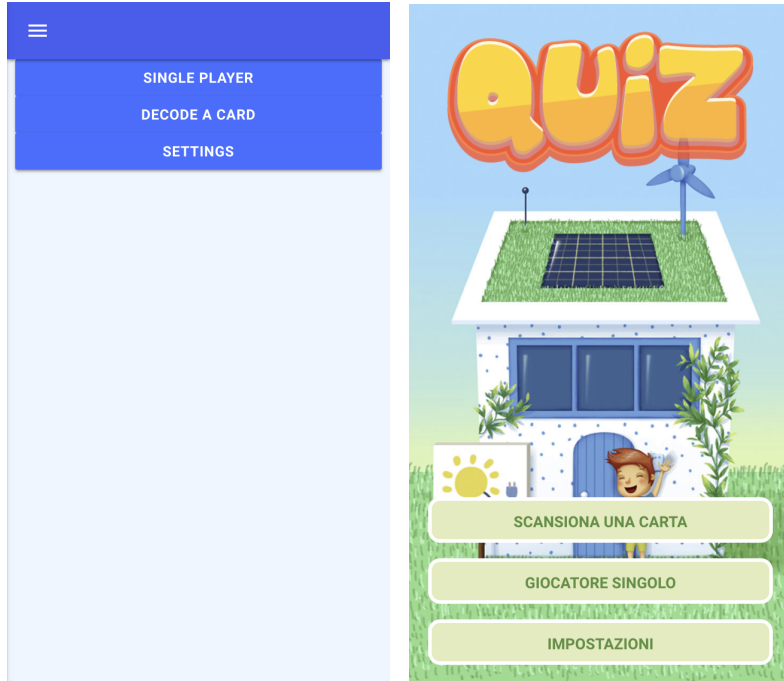 SINGLE PLAYER
DECODE A CARD
SETTINGS
QUiZ
SCANSIONA UNA CARTA
GIOCATORE SINGOLO
IMPOSTAZIONI